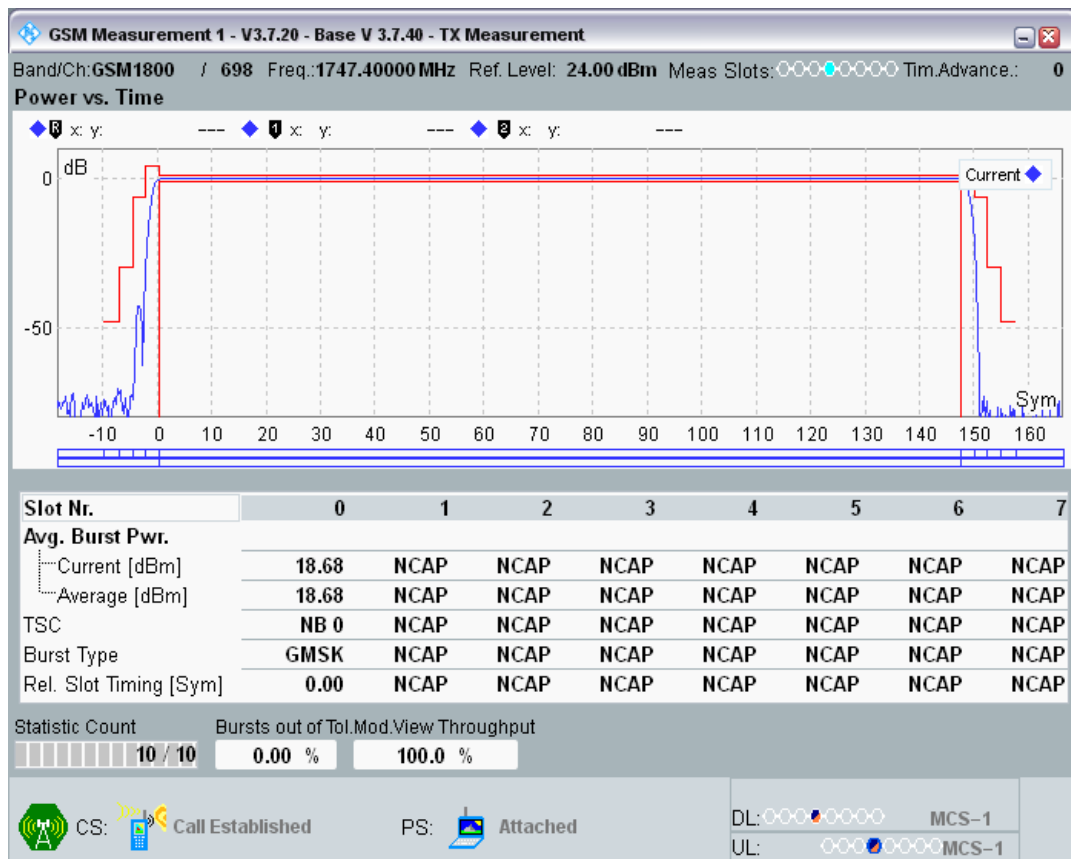 GSM Measurement 1 - V3.7.20 - Base V 3.7.40 - TX Measurement
Band/Ch:GSM1800 / 698 Freq.:1747.40000 MHz Ref. Level: 24.00 dBm Meas Slots: Tim.Advance.: 0
Power vs. Time
R x: y: --- 1 x: y: --- 2 x: y: ---
dB
0
Current
-50
Sym
-10 0 10 20 30 40 50 60 70 80 90 100 110 120 130 140 150 160
Slot Nr. 0 1 2 3 4 5 6 7
Avg. Burst Pwr.
Current [dBm] 18.68 NCAP NCAP NCAP NCAP NCAP NCAP NCAP
Average [dBm] 18.68 NCAP NCAP NCAP NCAP NCAP NCAP NCAP
TSC NB 0 NCAP NCAP NCAP NCAP NCAP NCAP NCAP
Burst Type GMSK NCAP NCAP NCAP NCAP NCAP NCAP NCAP
Rel. Slot Timing [Sym] 0.00 NCAP NCAP NCAP NCAP NCAP NCAP NCAP
Statistic Count Bursts out of Tol.Mod.View Throughput
10 / 10 0.00 % 100.0 %
CS: Call Established PS: Attached
DL: MCS-1
UL: MCS-1